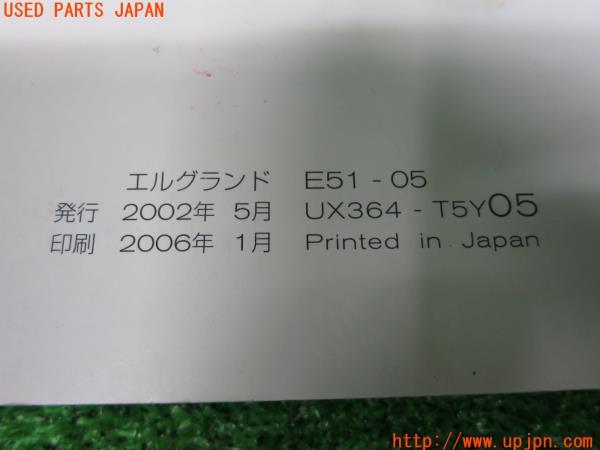 USED PARTS JAPAN
エルグランド E51 - 05
発行 2002年 5月 UX364 - T5Y05
印刷 2006年 1月 Printed in Japan
http://www.upjpn.com/